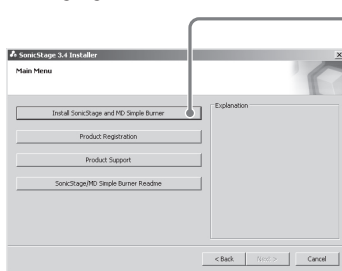 SonicStage 3.4 Installer
Main Menu
Install SonicStage and MD Simple Burner
Product Registration
Product Support
SonicStage/MD Simple Burner Readme
Explanation
< Back
Next >
Cancel